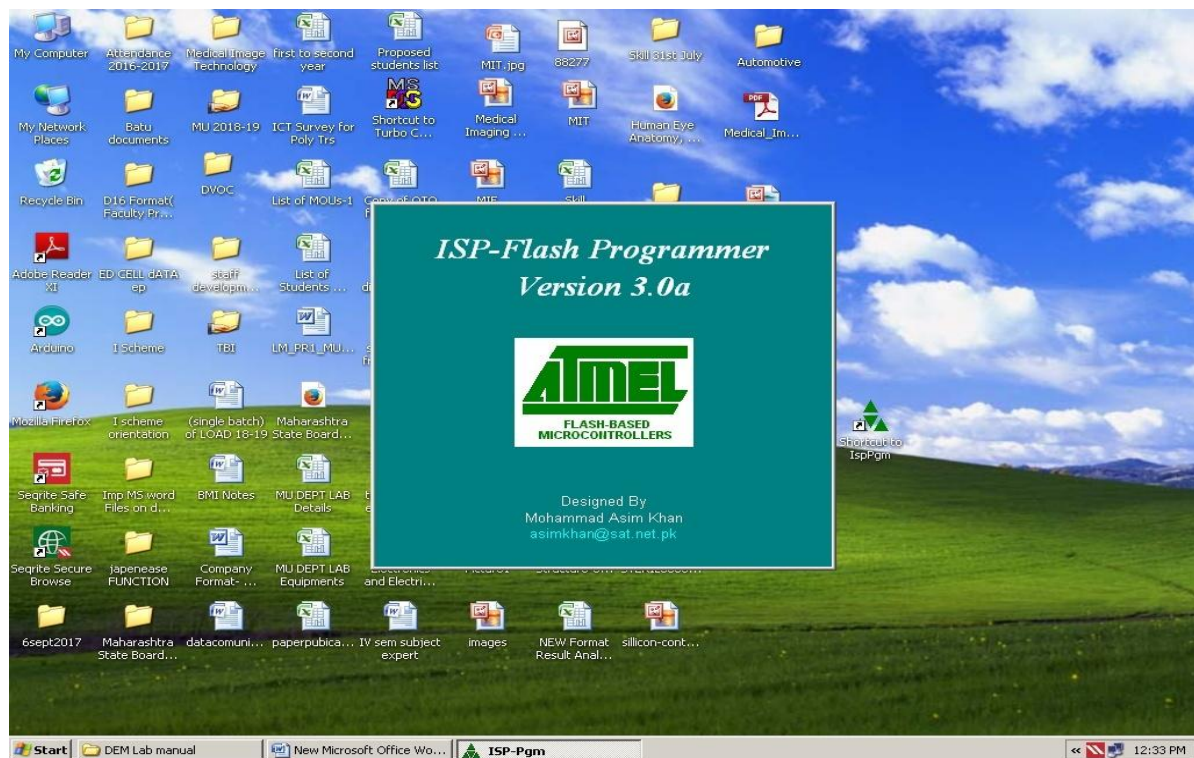 My Computer
Attendance
2016-2017
Medical Image
Technology
first to second
year
Proposed
students list
MIT.jpg
88277
Skill 31st July
Automotive
My Network
Places
Batu
documents
MU 2018-19
ICT Survey for
Poly Trs
Shortcut to
Turbo C...
Medical
Imaging ...
MIT
Human Eye
Anatomy, ...
Medical_Im...
Recycle Bin
D16 Format(
Faculty Pr...
DVOC
List of MOUs-1
Copy of OTO
MIE
Skill
Adobe Reader
XI
ED CELL dATA
ep
staff
developm...
List of
Students ...
Arduino
I Scheme
TBI
LM_PR1_MU...
Mozilla Firefox
I scheme
orientation
(single batch)
of LOAD 18-19
Maharashtra
State Board...
Seqrite Safe
Banking
Imp MS word
Files on d...
BMI Notes
MU DEPT LAB
Details
Seqrite Secure
Browse
japenease
FUNCTION
Company
Format- ...
MU DEPT LAB
Equipments
and Electri...
6sept2017
Maharashtra
State Board...
datacomuni...
paperpubica...
IV sem subject
expert
images
NEW Format
Result Anal...
sillicon-cont...
ISP-Flash Programmer
Version 3.0a
ATMEL
FLASH-BASED
MICROCONTROLLERS
Designed By
Mohammad Asim Khan
asimkhan@sat.net.pk
Shortcut to
IspPgm
Start
DEM Lab manual
New Microsoft Office Wo...
ISP-Pgm
12:33 PM